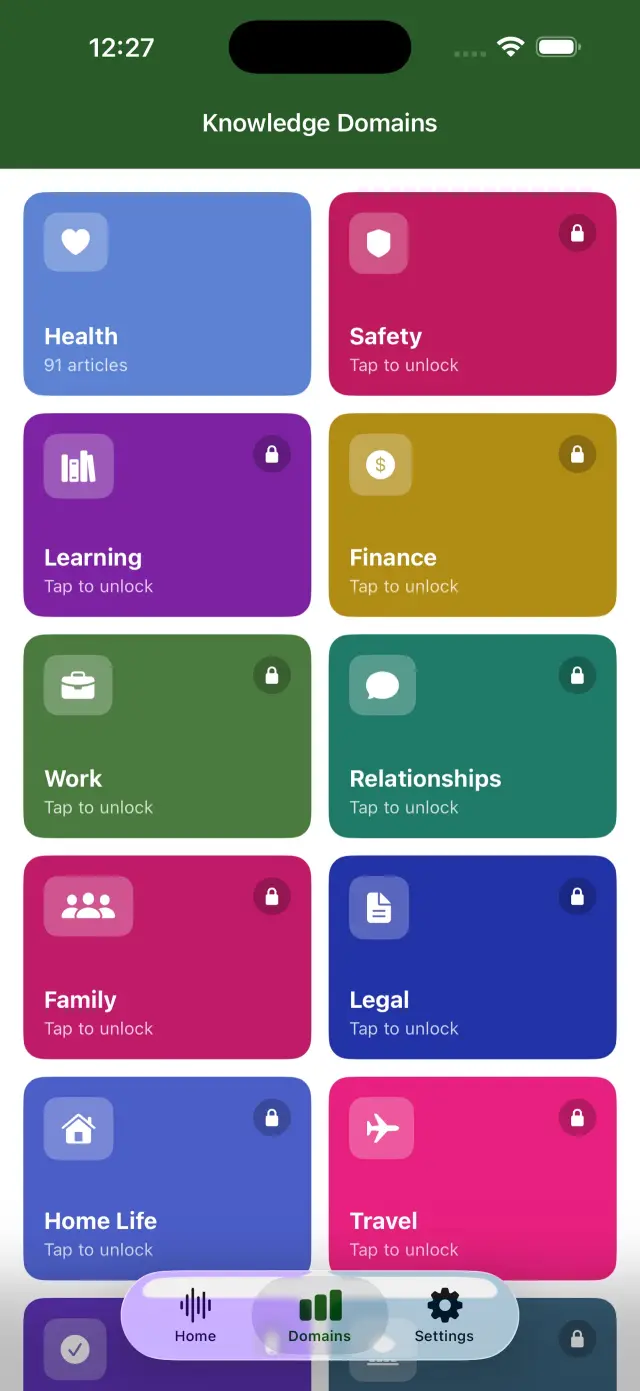 12:27
Knowledge Domains
Health
91 articles
Safety
Tap to unlock
Learning
Tap to unlock
$
Finance
Tap to unlock
Work
Tap to unlock
Relationships
Tap to unlock
Family
Tap to unlock
Legal
Tap to unlock
Home Life
Tap to unlock
Travel
Tap to unlock
Home
Domains
Settings